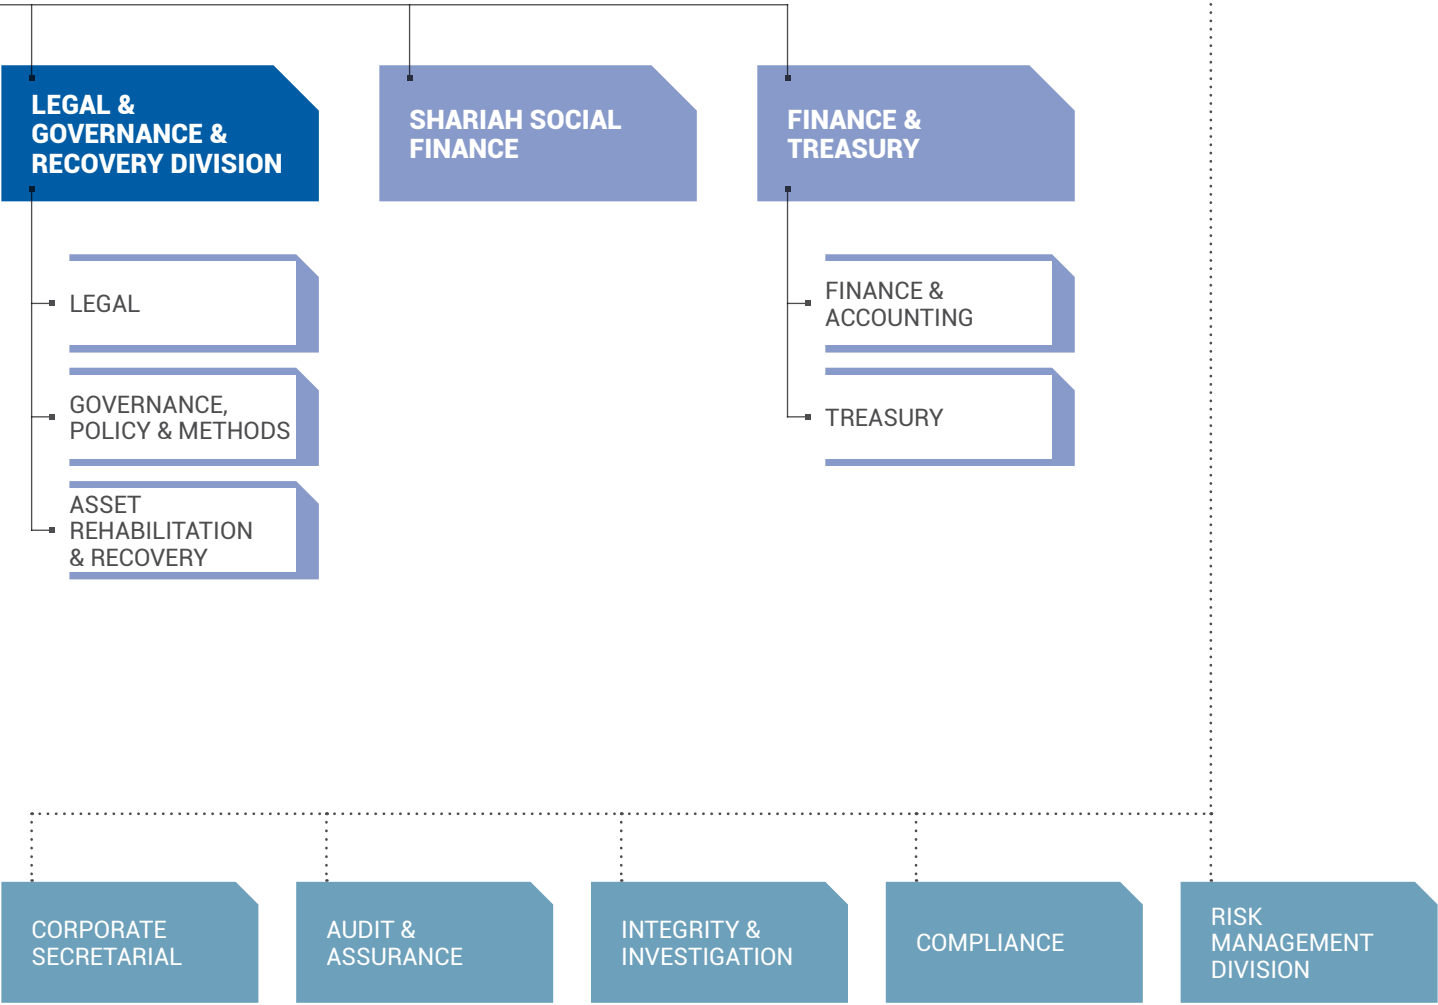 LEGAL &
GOVERNANCE &
RECOVERY DIVISION
SHARIAH SOCIAL
FINANCE
FINANCE &
TREASURY
LEGAL
GOVERNANCE,
POLICY & METHODS
ASSET
REHABILITATION
& RECOVERY
FINANCE &
ACCOUNTING
TREASURY
CORPORATE
SECRETARIAL
AUDIT &
ASSURANCE
INTEGRITY &
INVESTIGATION
COMPLIANCE
RISK
MANAGEMENT
DIVISION